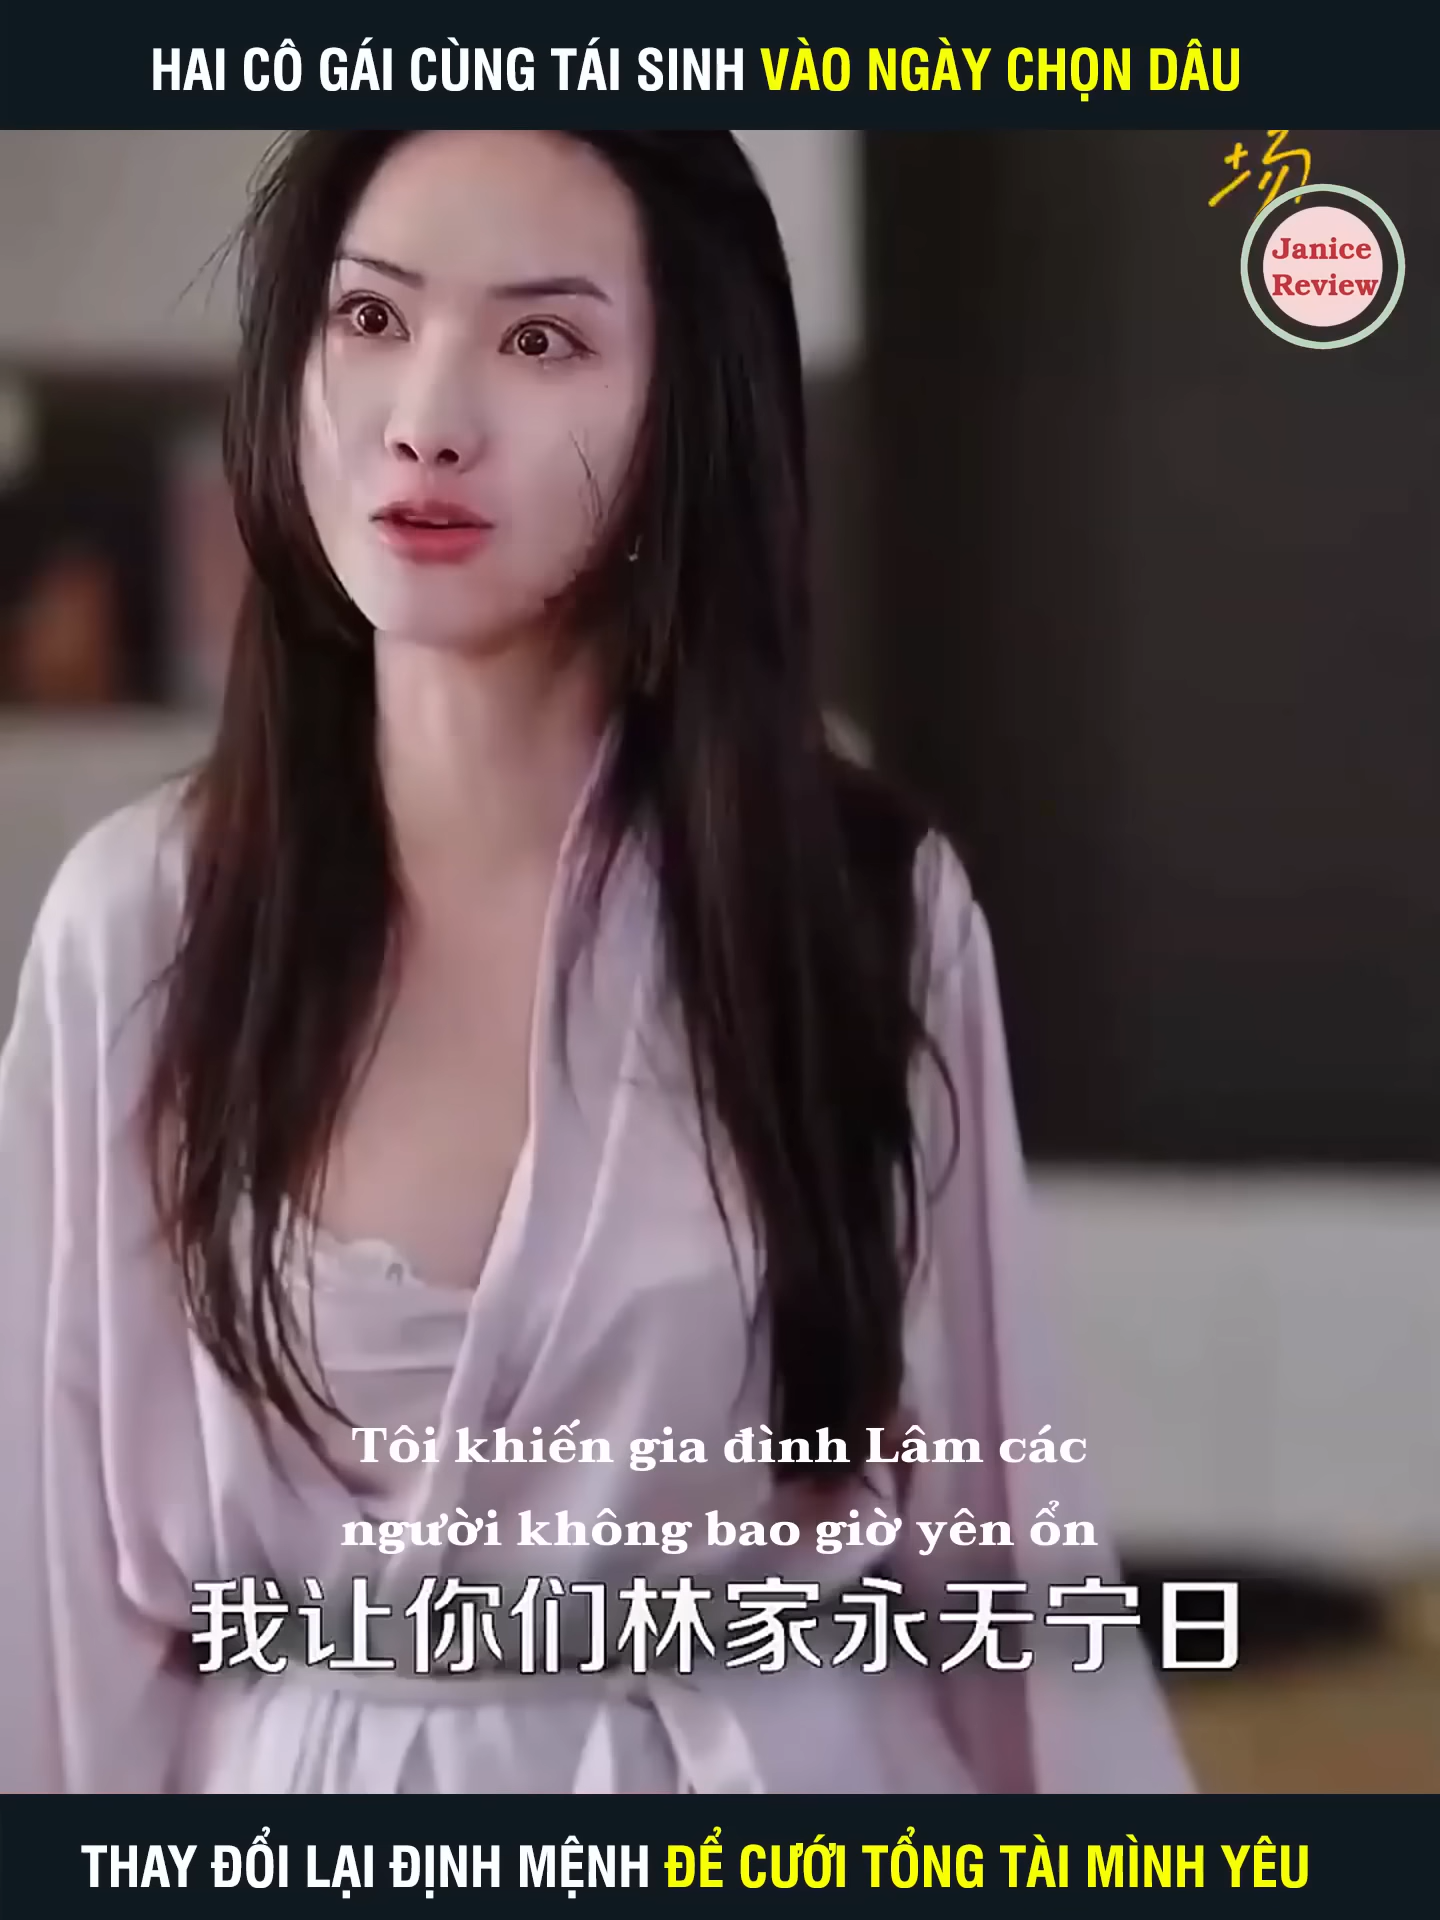 HAI CÔ GÁI CÙNG TÁI SINH VÀO NGÀY CHỌN DÂU
场
Janice
Review
Tôi khiến gia đình Lâm các
người không bao giờ yên ổn
我让你们林家永无宁日
THAY ĐỔI LẠI ĐỊNH MỆNH ĐỂ CƯỚI TỔNG TÀI MÌNH YÊU